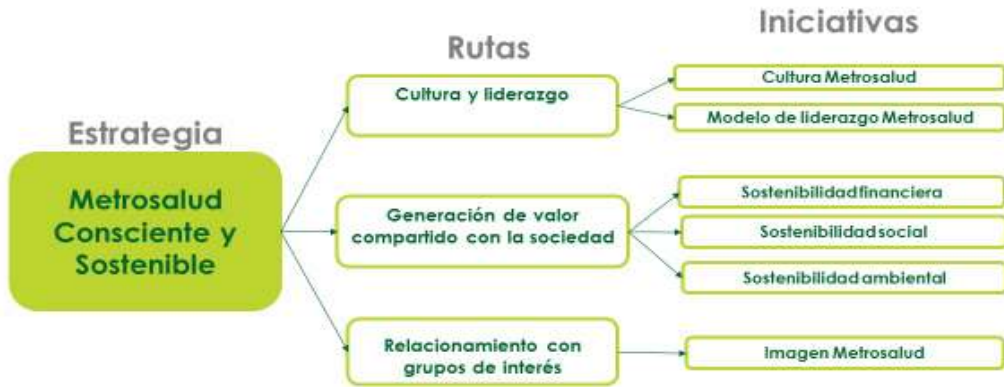 Estrategia
Metrosalud
Consciente y
Sostenible
Rutas
Cultura y liderazgo
Generación de valor
compartido con la sociedad
Relacionamiento con
grupos de interés
Iniciativas
Cultura Metrosalud
Modelo de liderazgo Metrosalud
Sostenibilidad financiera
Sostenibilidad social
Sostenibilidad ambiental
Imagen Metrosalud